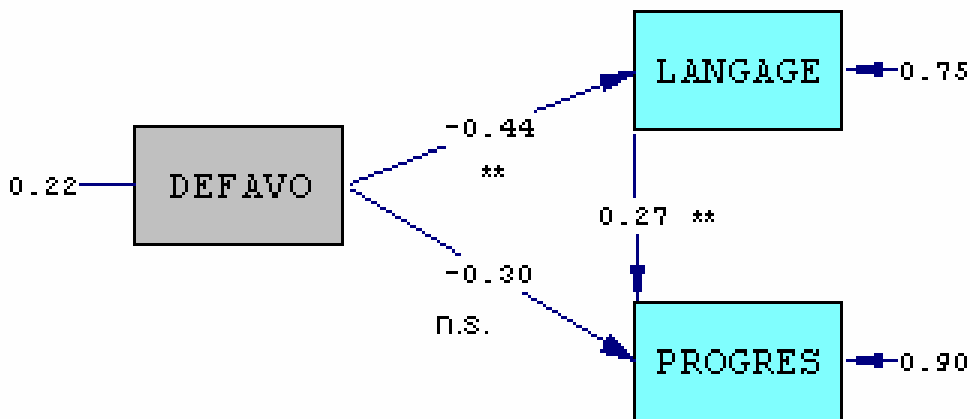 LANGAGE
0.75
-0.44
**
0.22
DEFAVO
0.27 **
-0.30
n.s.
PROGRES
0.90